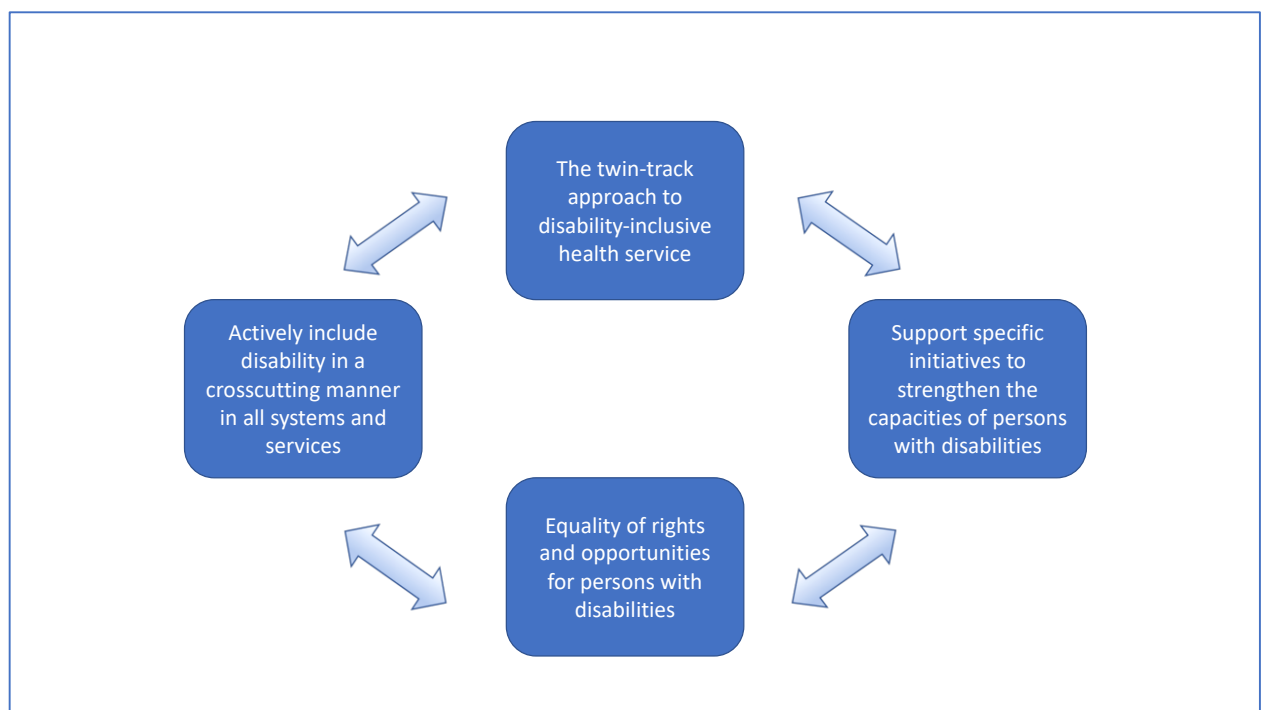 The twin-track
approach to
disability-inclusive
health service
Actively include
disability in a
crosscutting manner
in all systems and
services
Support specific
initiatives to
strengthen the
capacities of persons
with disabilities
Equality of rights
and opportunities
for persons with
disabilities